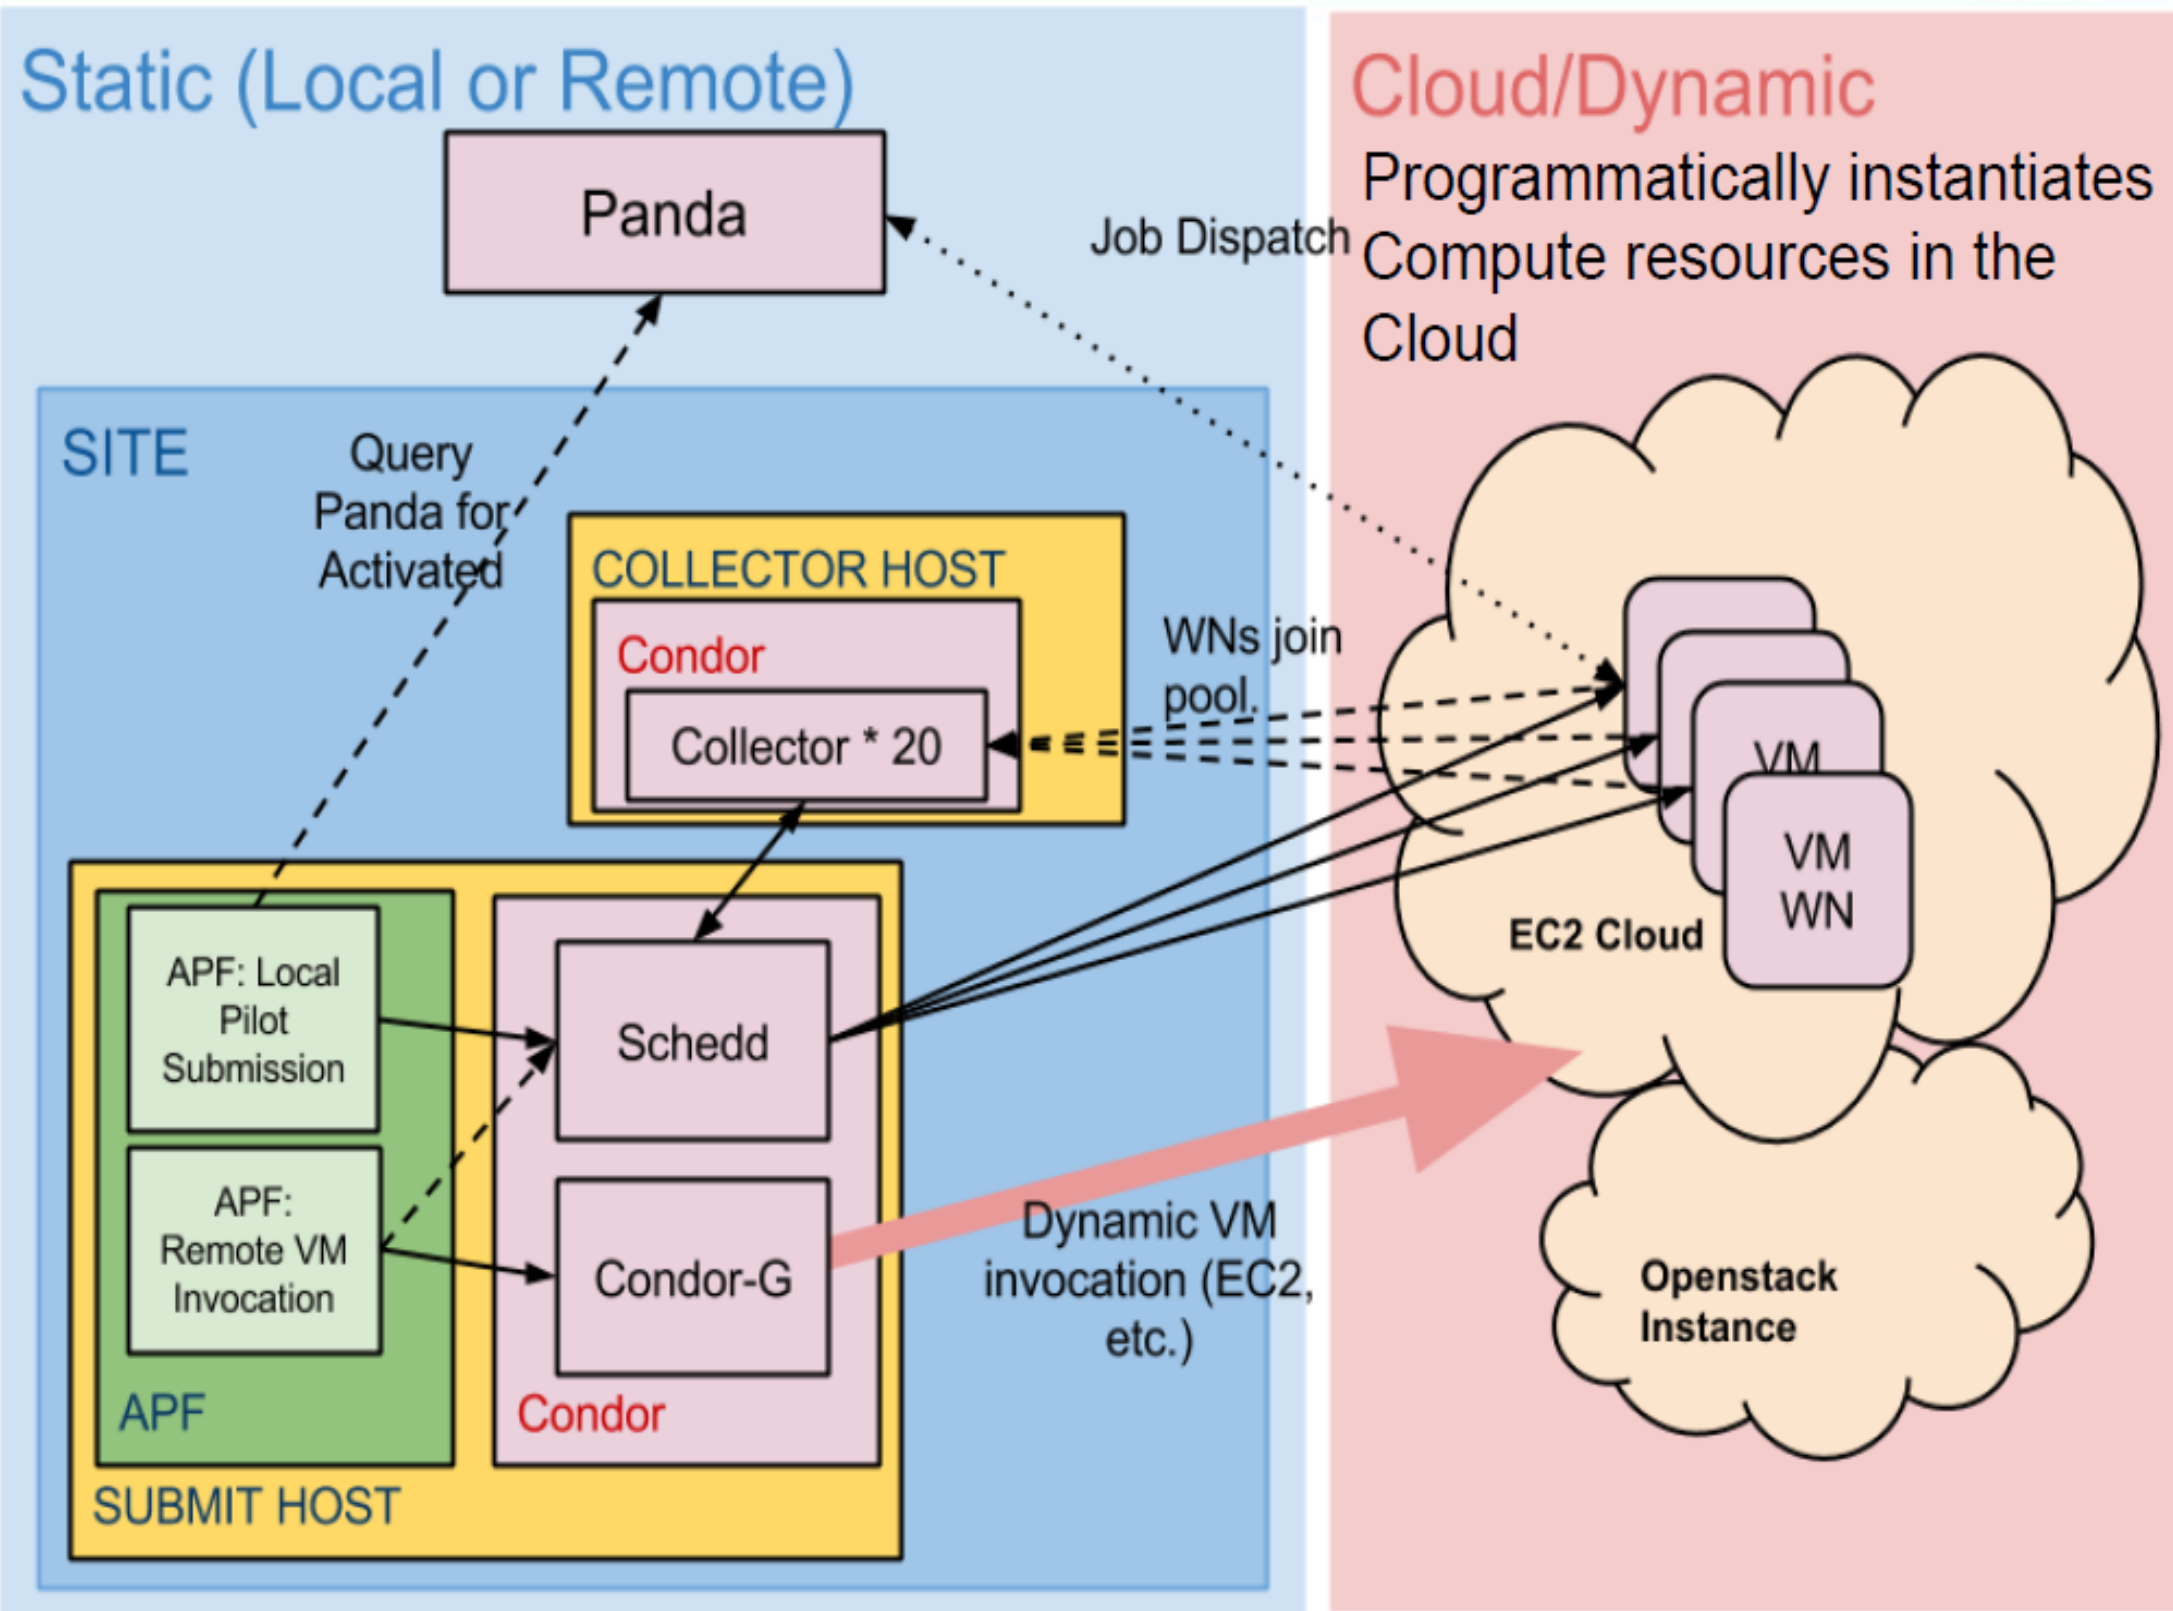 Static (Local or Remote)
Panda
Job Dispatch
SITE
Query
Panda for
Activated
COLLECTOR HOST
Condor
Collector * 20
WNs join
pool.
APF: Local
Pilot
Submission
APF:
Remote VM
Invocation
APF
Schedd
Condor-G
Condor
SUBMIT HOST
Dynamic VM
invocation (EC2,
etc.)
Cloud/Dynamic
Programmatically instantiates
Compute resources in the
Cloud
VM
VM
WN
EC2 Cloud
Openstack
Instance